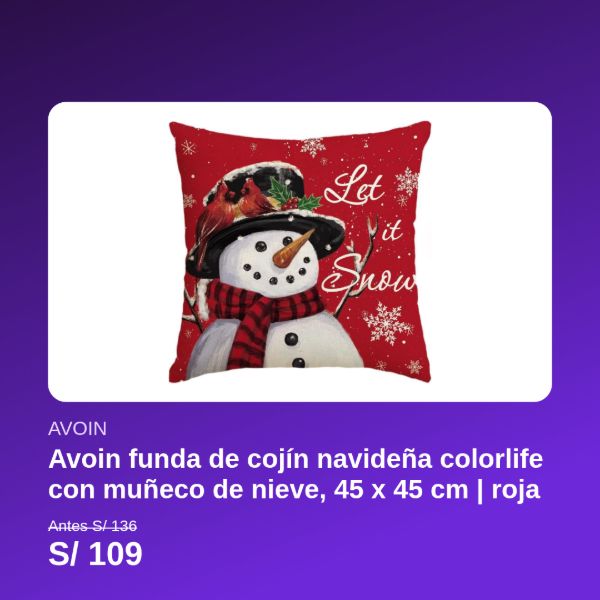 Let
it
Snow
AVOIN
Avoin funda de cojín navideña colorlife
con muñeco de nieve, 45 x 45 cm | roja
Antes S/ 136
S/ 109